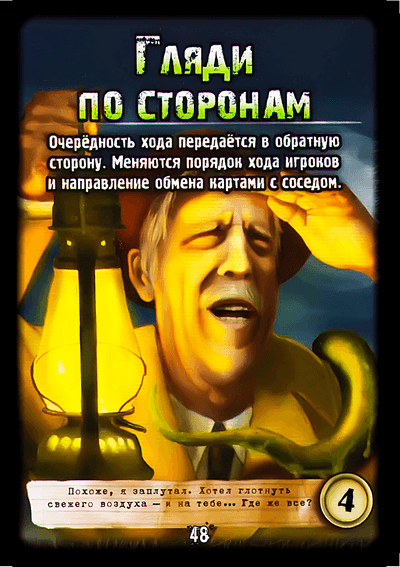 Гляди
по сторонам
Очерёдность хода передаётся в обратную
сторону. Меняются порядок хода игроков
и направление обмена картами с соседом.
Похоже, я заплутал. Хотел глотнуть
свежего воздуха — и на тебе... Где же все?
4
48